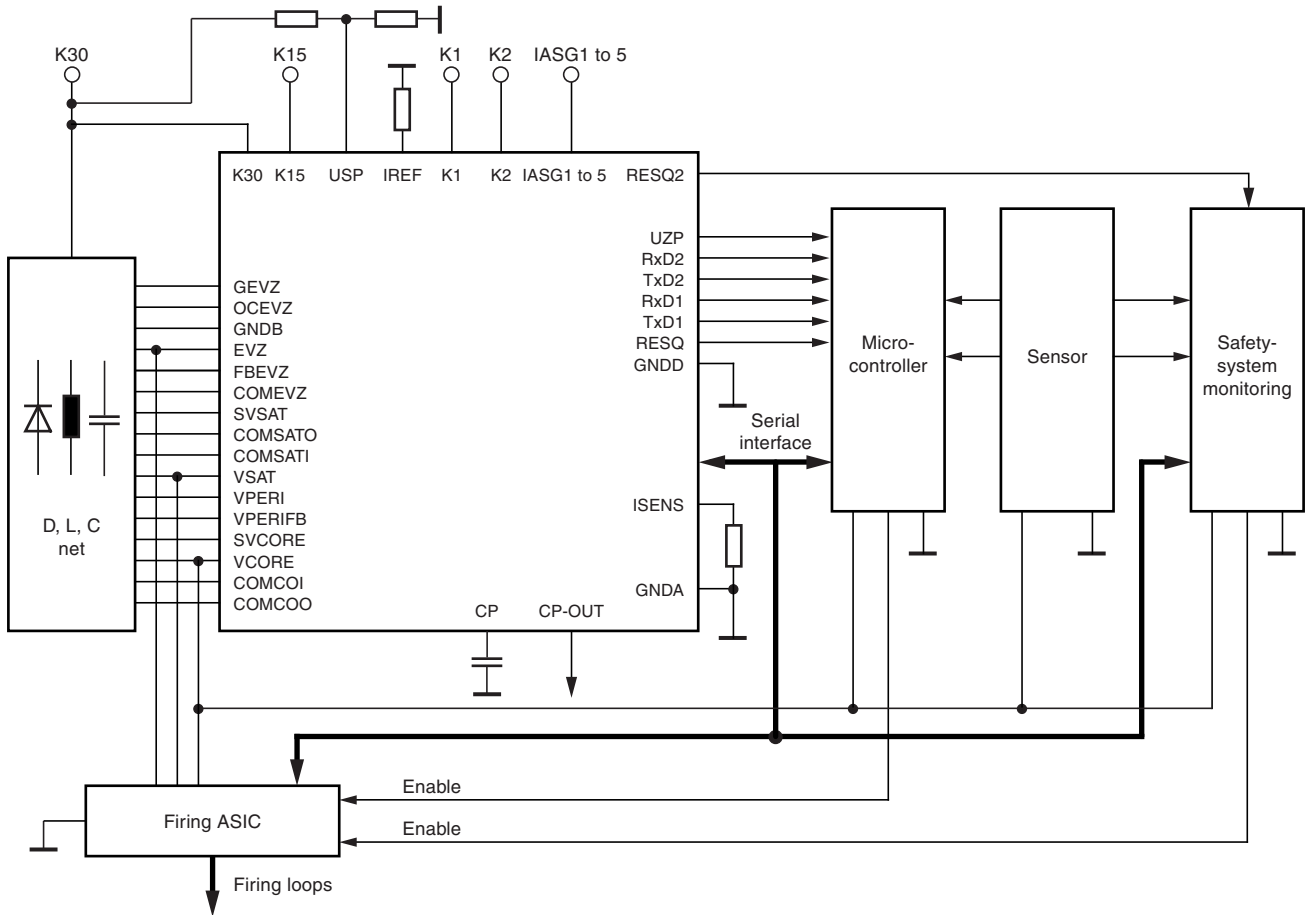 K30
K15
K1
K2
IASG1 to 5
K30
K15
USP
IREF
K1
K2
IASG1 to 5
RESQ2
UZP
RxD2
TxD2
RxD1
TxD1
RESQ
GNDD
GEVZ
OCEVZ
GNDB
EVZ
FBEVZ
COMEVZ
SVSAT
COMSATO
COMSATI
VSAT
VPERI
VPERIFB
SVCORE
VCORE
COMCOI
COMCOO
D, L, C
net
Micro-
controller
Sensor
Safety-
system
monitoring
Serial
interface
ISENS
GNDA
CP
CP-OUT
Enable
Enable
Firing ASIC
Firing loops